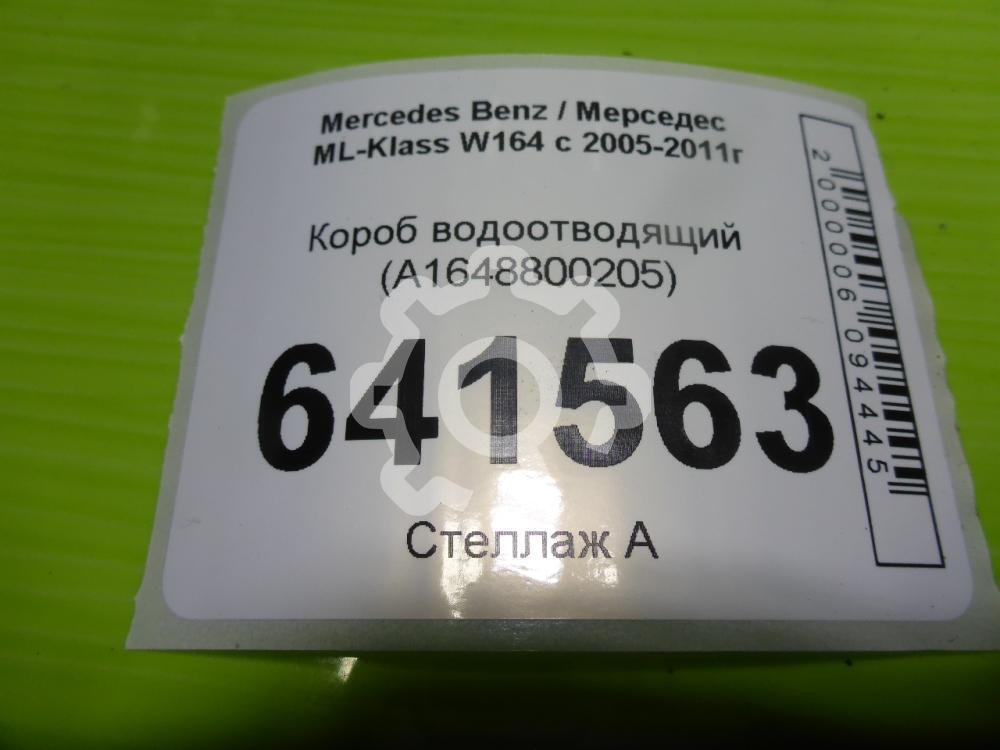 Mercedes Benz / Мерседес
ML-Klass W164 с 2005-2011г
Короб водоотводящий
(A1648800205)
641563
Стеллаж А
2000006094445